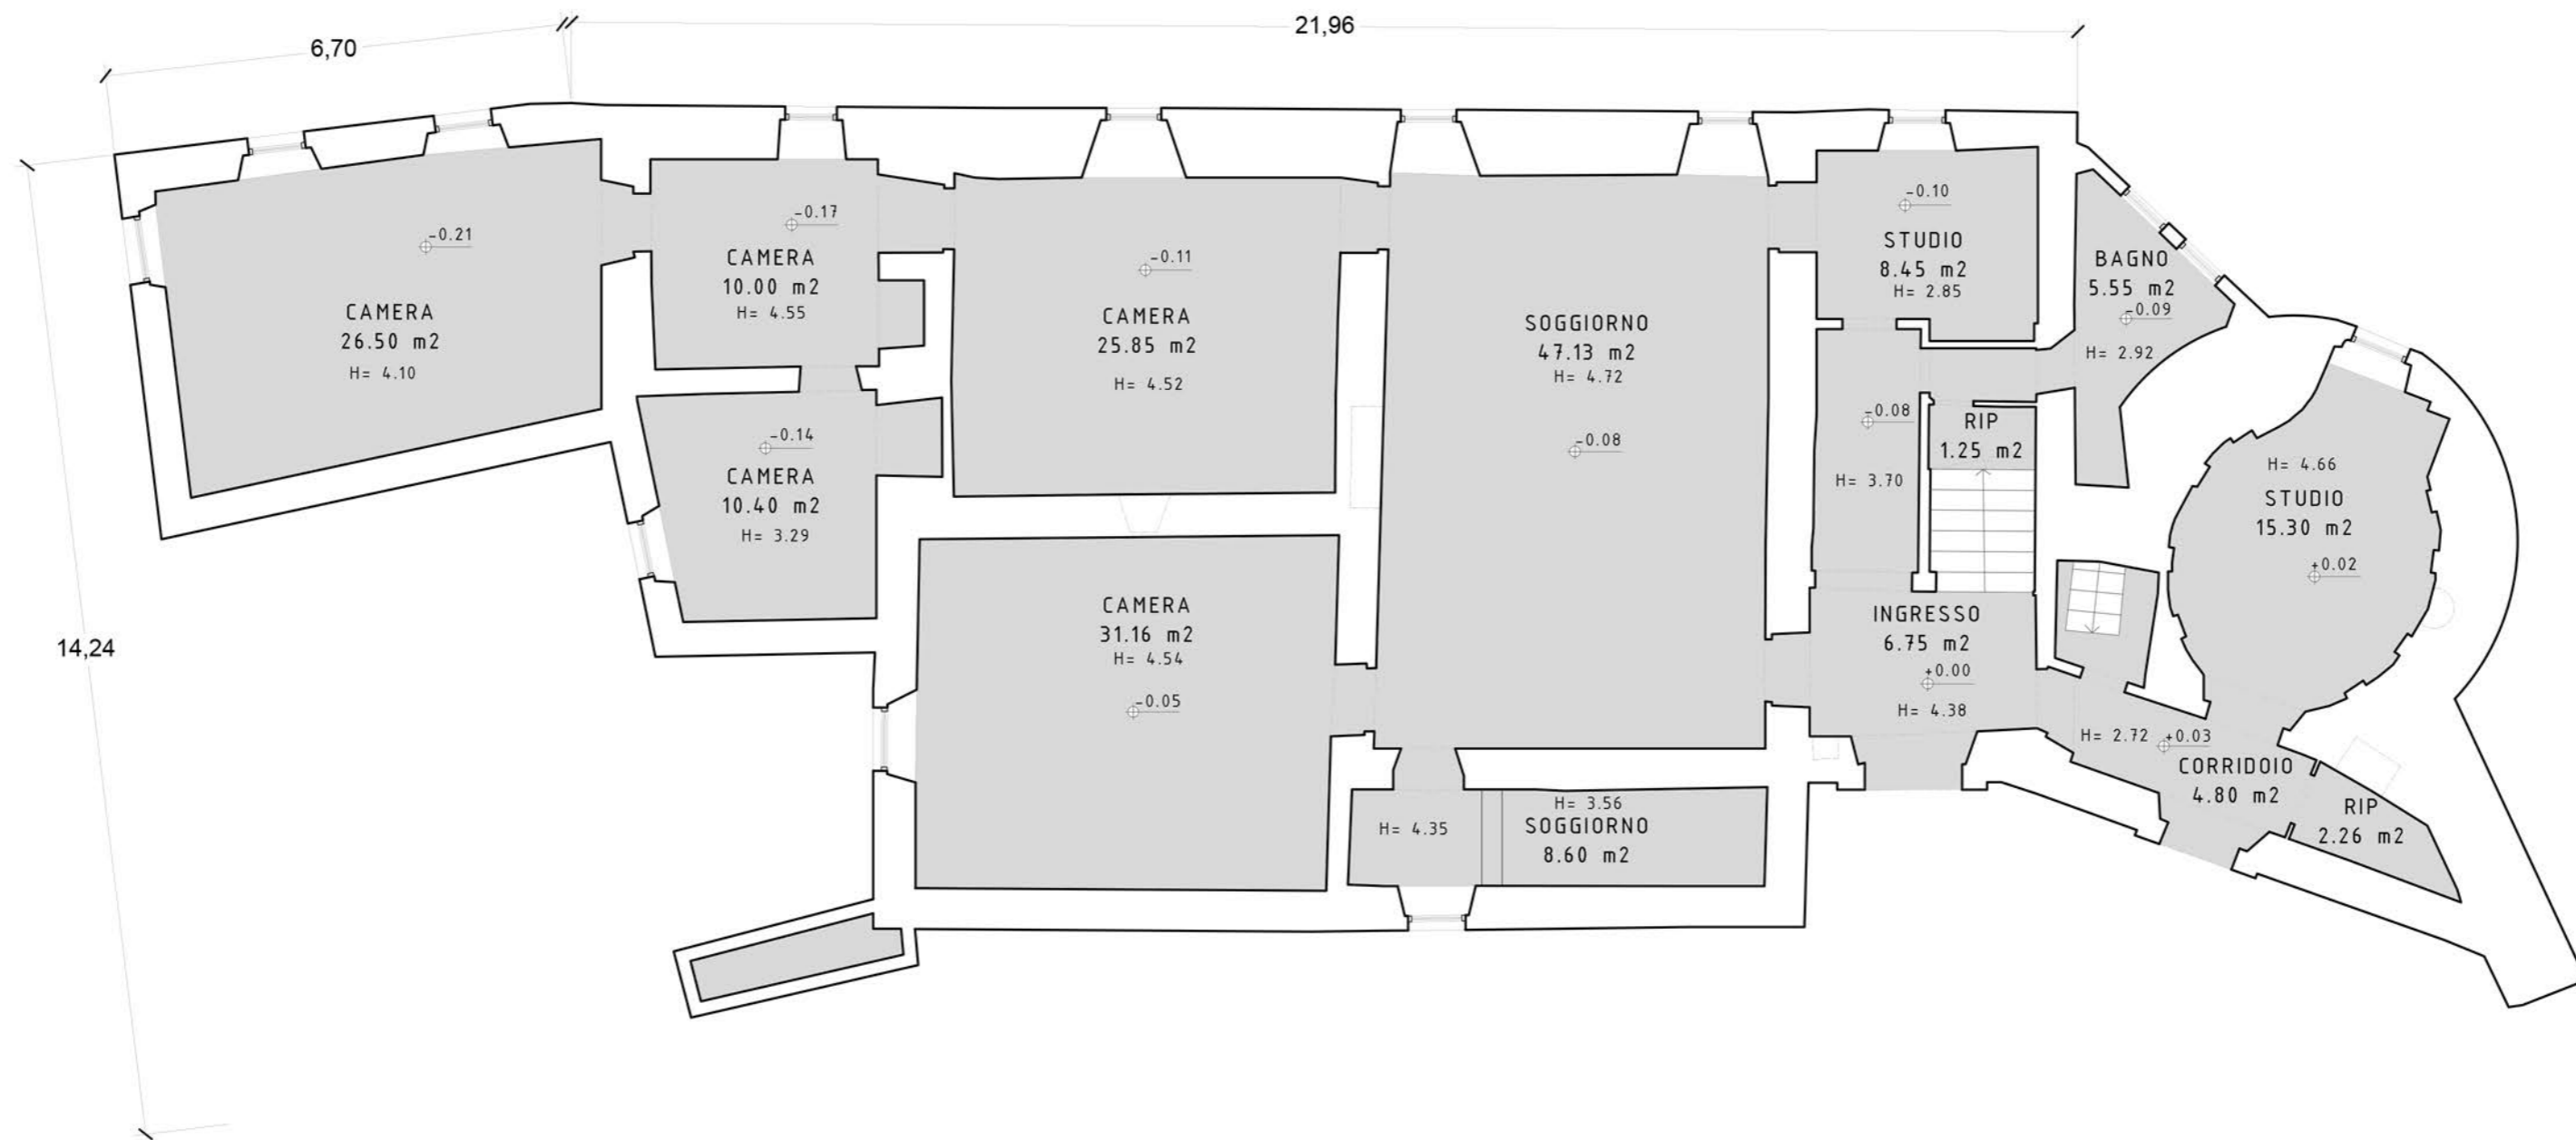 6,70
21,96
14,24
-0.21
CAMERA
26.50 m2
H= 4.10
-0.17
CAMERA
10.00 m2
H= 4.55
-0.14
CAMERA
10.40 m2
H= 3.29
-0.11
CAMERA
25.85 m2
H= 4.52
CAMERA
31.16 m2
H= 4.54
-0.05
SOGGIORNO
47.13 m2
H= 4.72
-0.08
H= 4.35
H= 3.56
SOGGIORNO
8.60 m2
-0.10
STUDIO
8.45 m2
H= 2.85
-0.08
H= 3.70
RIP
1.25 m2
BAGNO
5.55 m2
-0.09
H= 2.92
INGRESSO
6.75 m2
+0.00
H= 4.38
H= 4.66
STUDIO
15.30 m2
+0.02
H= 2.72
+0.03
CORRIDOIO
4.80 m2
RIP
2.26 m2